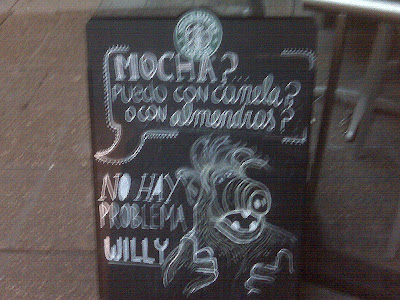 MOCHA?
PUEDO CON canela?
O CON almendras?
NO HAY
PROBLEMA
WILLY